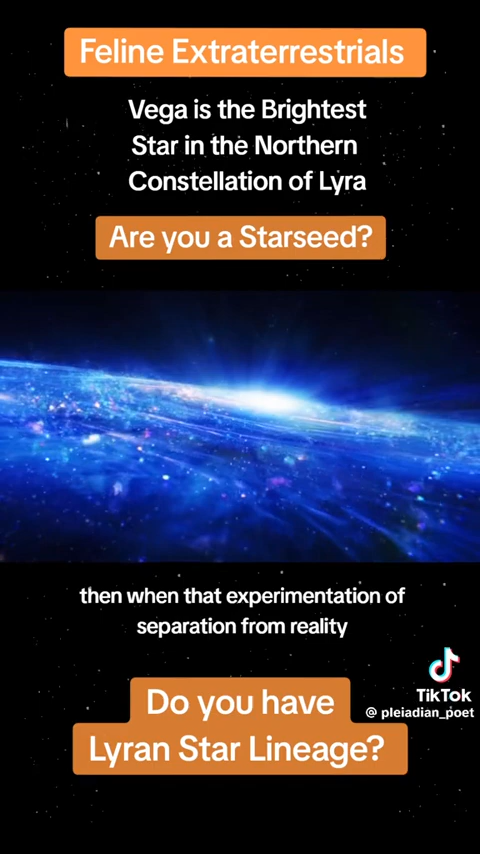 Feline Extraterrestrials
Vega is the Brightest
Star in the Northern
Constellation of Lyra
Are you a Starseed?
then when that experimentation of
separation from reality
TikTok
@ pleiadian_poet
Do you have
Lyran Star Lineage?